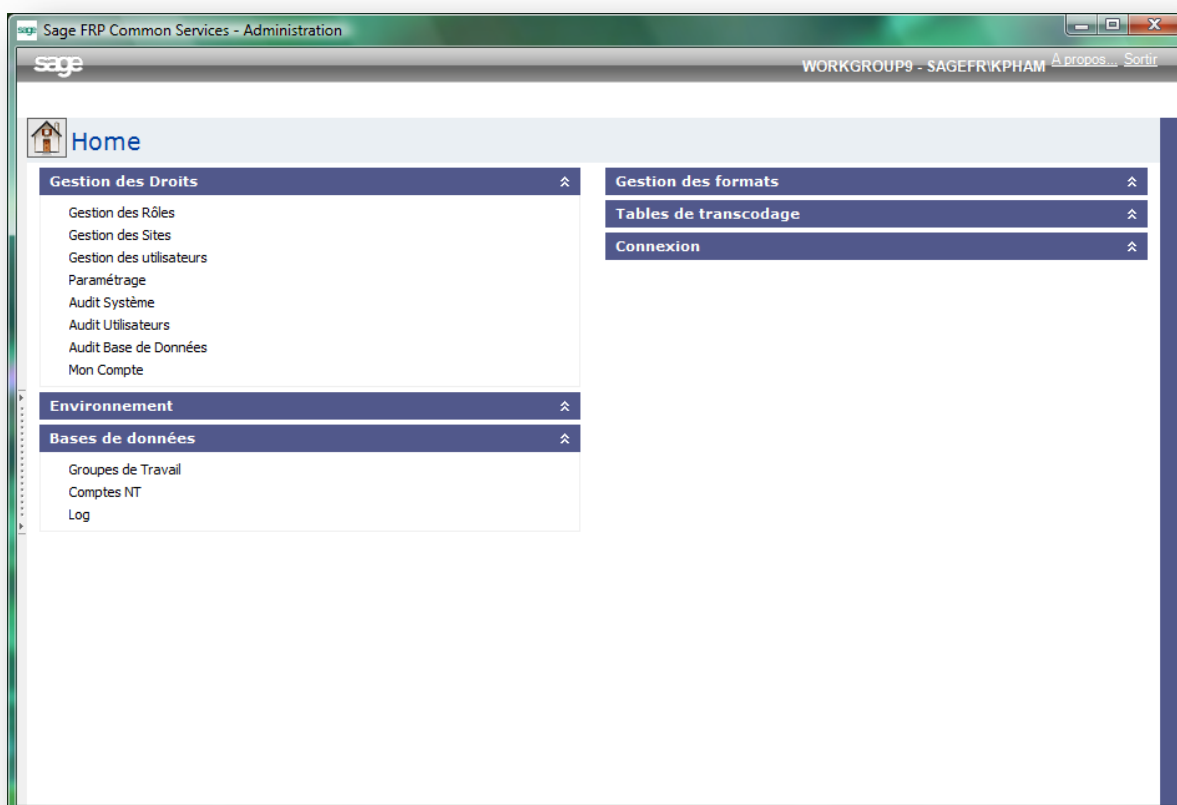 sage Sage FRP Common Services - Administration
sage
WORKGROUP9 - SAGEFR\KPHAM A propos... Sortir
Home
Gestion des Droits
Gestion des Rôles
Gestion des Sites
Gestion des utilisateurs
Paramétrage
Audit Système
Audit Utilisateurs
Audit Base de Données
Mon Compte
Environnement
Bases de données
Groupes de Travail
Comptes NT
Log
Gestion des formats
Tables de transcodage
Connexion